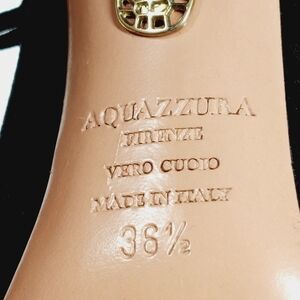 AQUAZZURA
FIRENZE
VERO CUOIO
MADE IN ITALY
36½